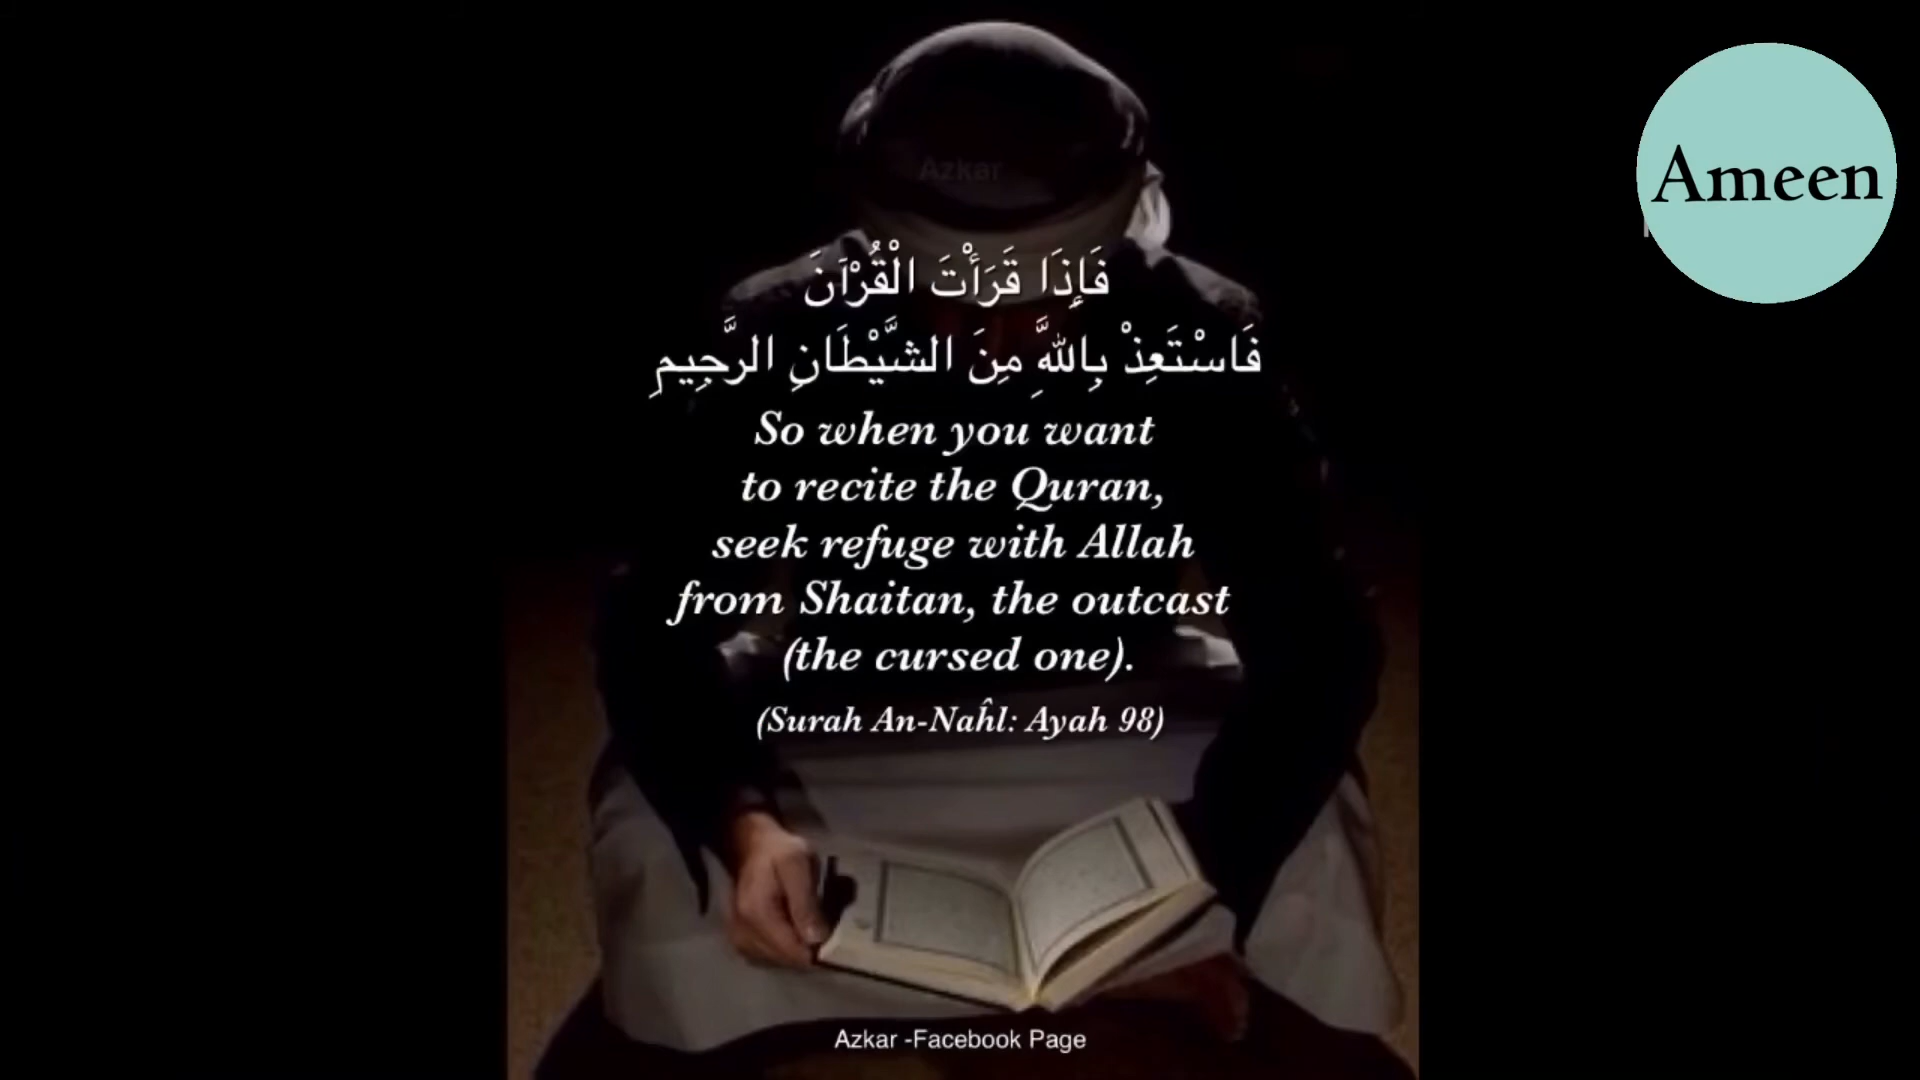 Ameen
Azkar
فَإِذَا قَرَأْتَ الْقُرْآنَ
فَاسْتَعِذْ بِاللَّهِ مِنَ الشَّيْطَانِ الرَّجِيمِ
So when you want
to recite the Quran,
seek refuge with Allah
from Shaitan, the outcast
(the cursed one).
(Surah An-Naĥl: Ayah 98)
Azkar -Facebook Page